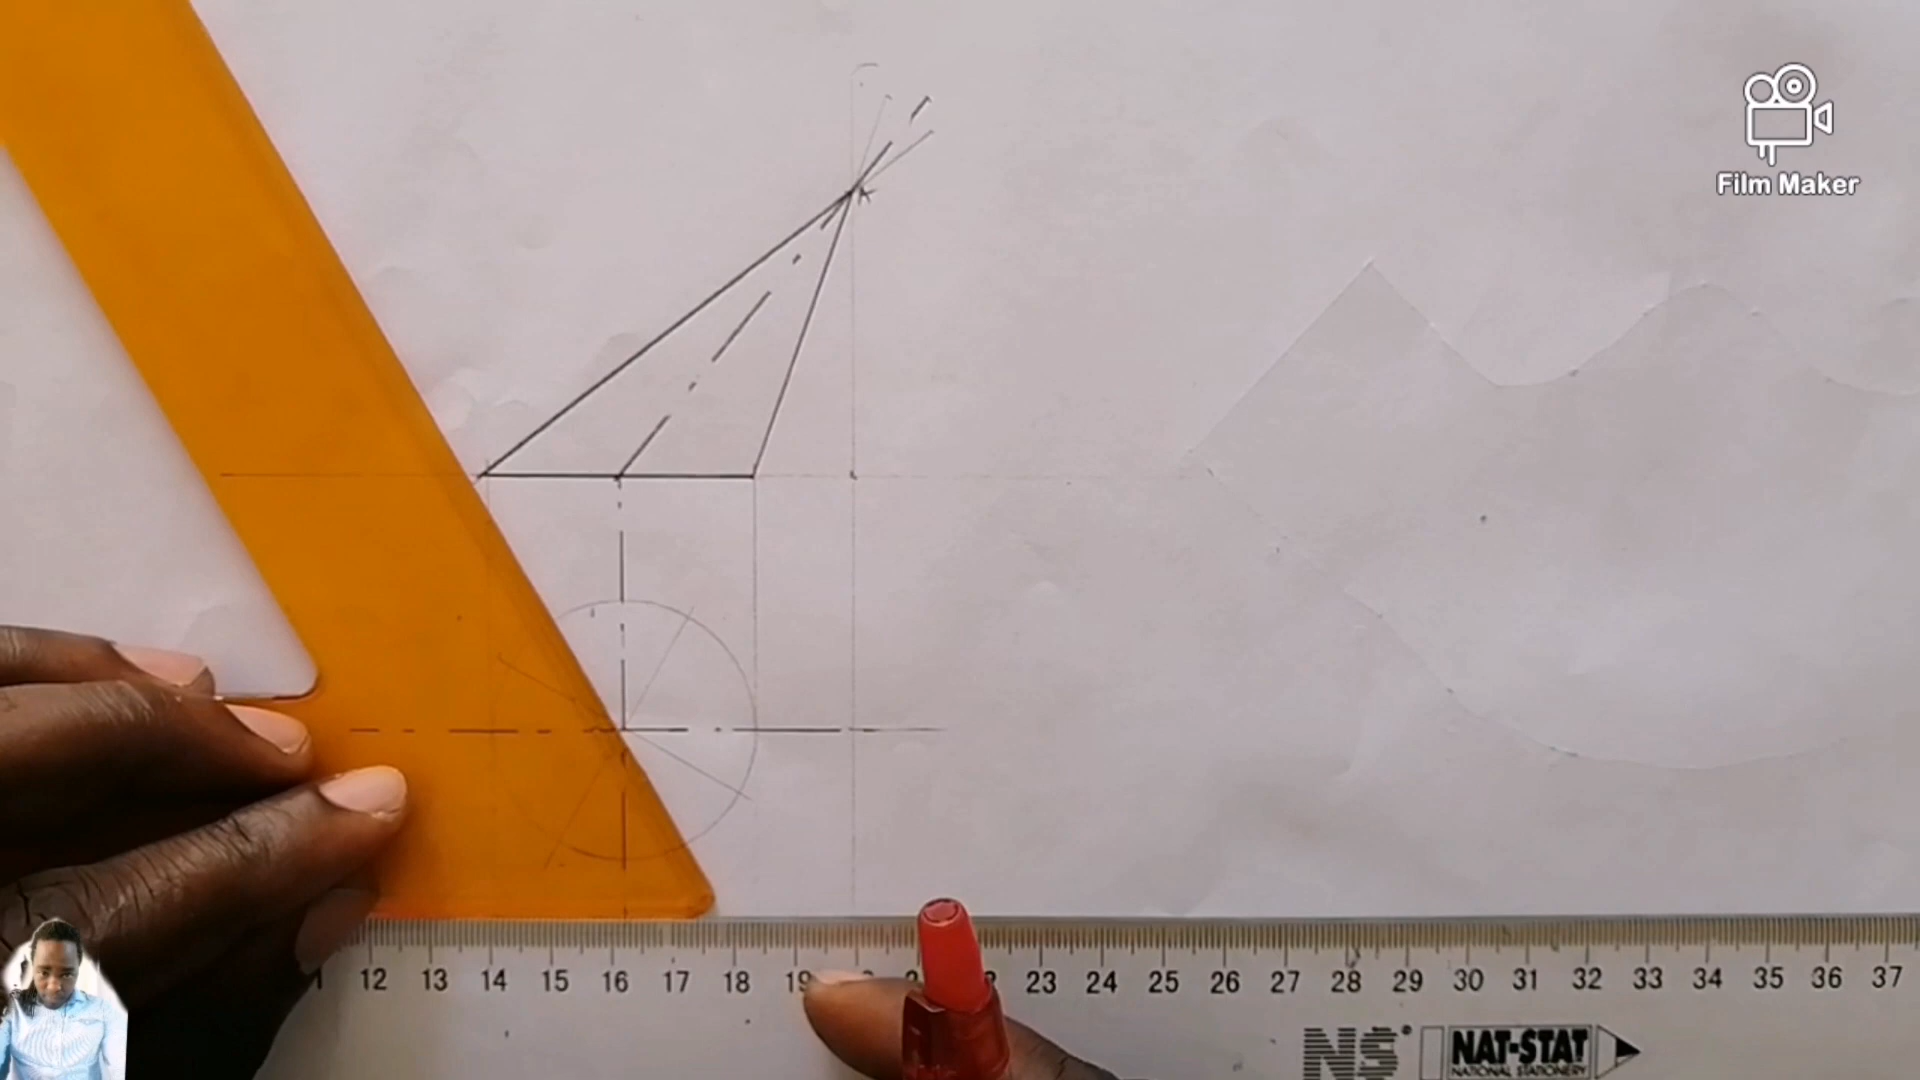 Film Maker
12 13 14 15 16 17 18 19 23 24 25 26 27 28 29 30 31 32 33 34 35 36 37
NS
NAT-STAT
NATIONAL STATIONERY